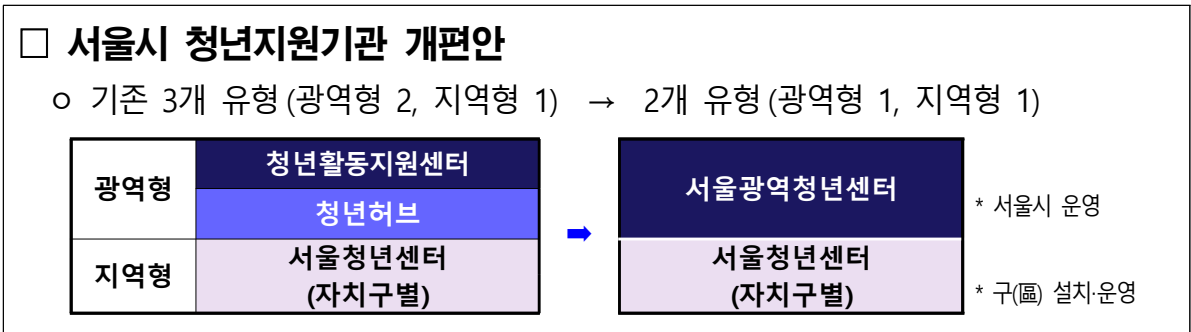 □ 서울시 청년지원기관 개편안
ㅇ 기존 3개 유형(광역형 2, 지역형 1) → 2개 유형(광역형 1, 지역형 1)
광역형
청년활동지원센터
청년허브
지역형
서울청년센터
(자치구별)
➡
서울광역청년센터
* 서울시 운영
서울청년센터
(자치구별)
* 구(區) 설치·운영